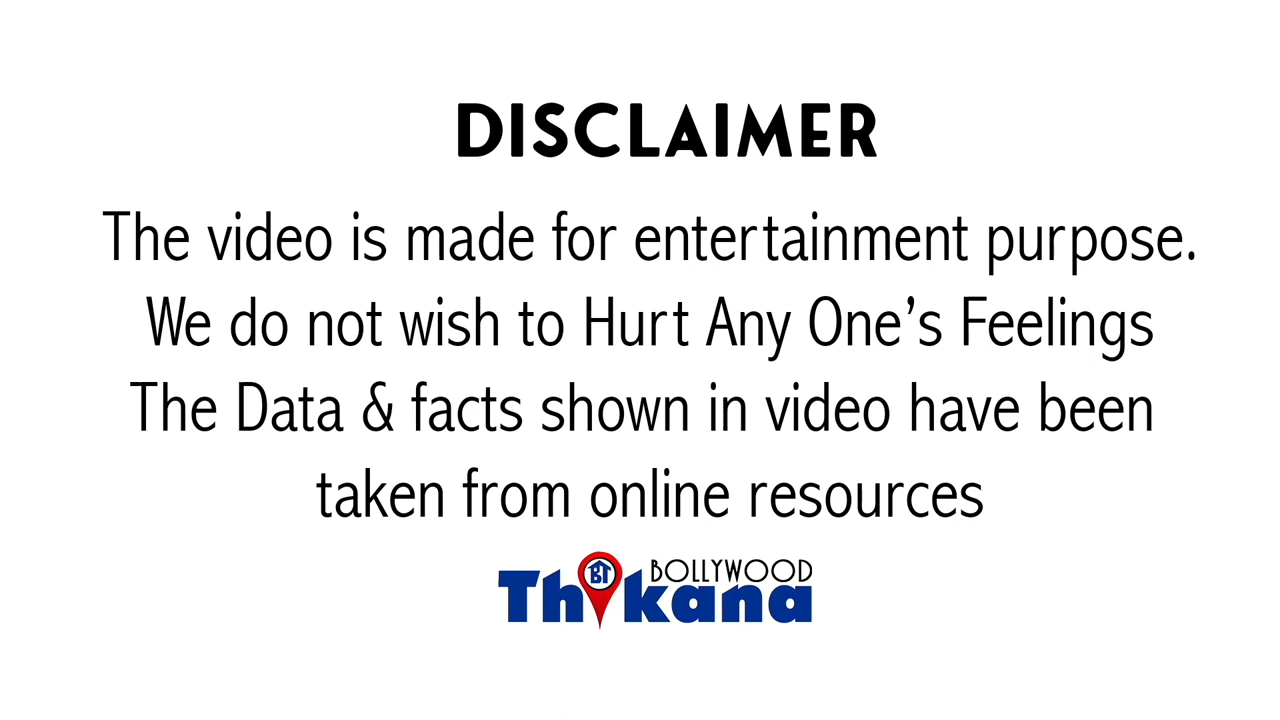 DISCLAIMER
The video is made for entertainment purpose.
We do not wish to Hurt Any One's Feelings
The Data & facts shown in video have been
taken from online resources
BT BOLLYWOOD
Thikana